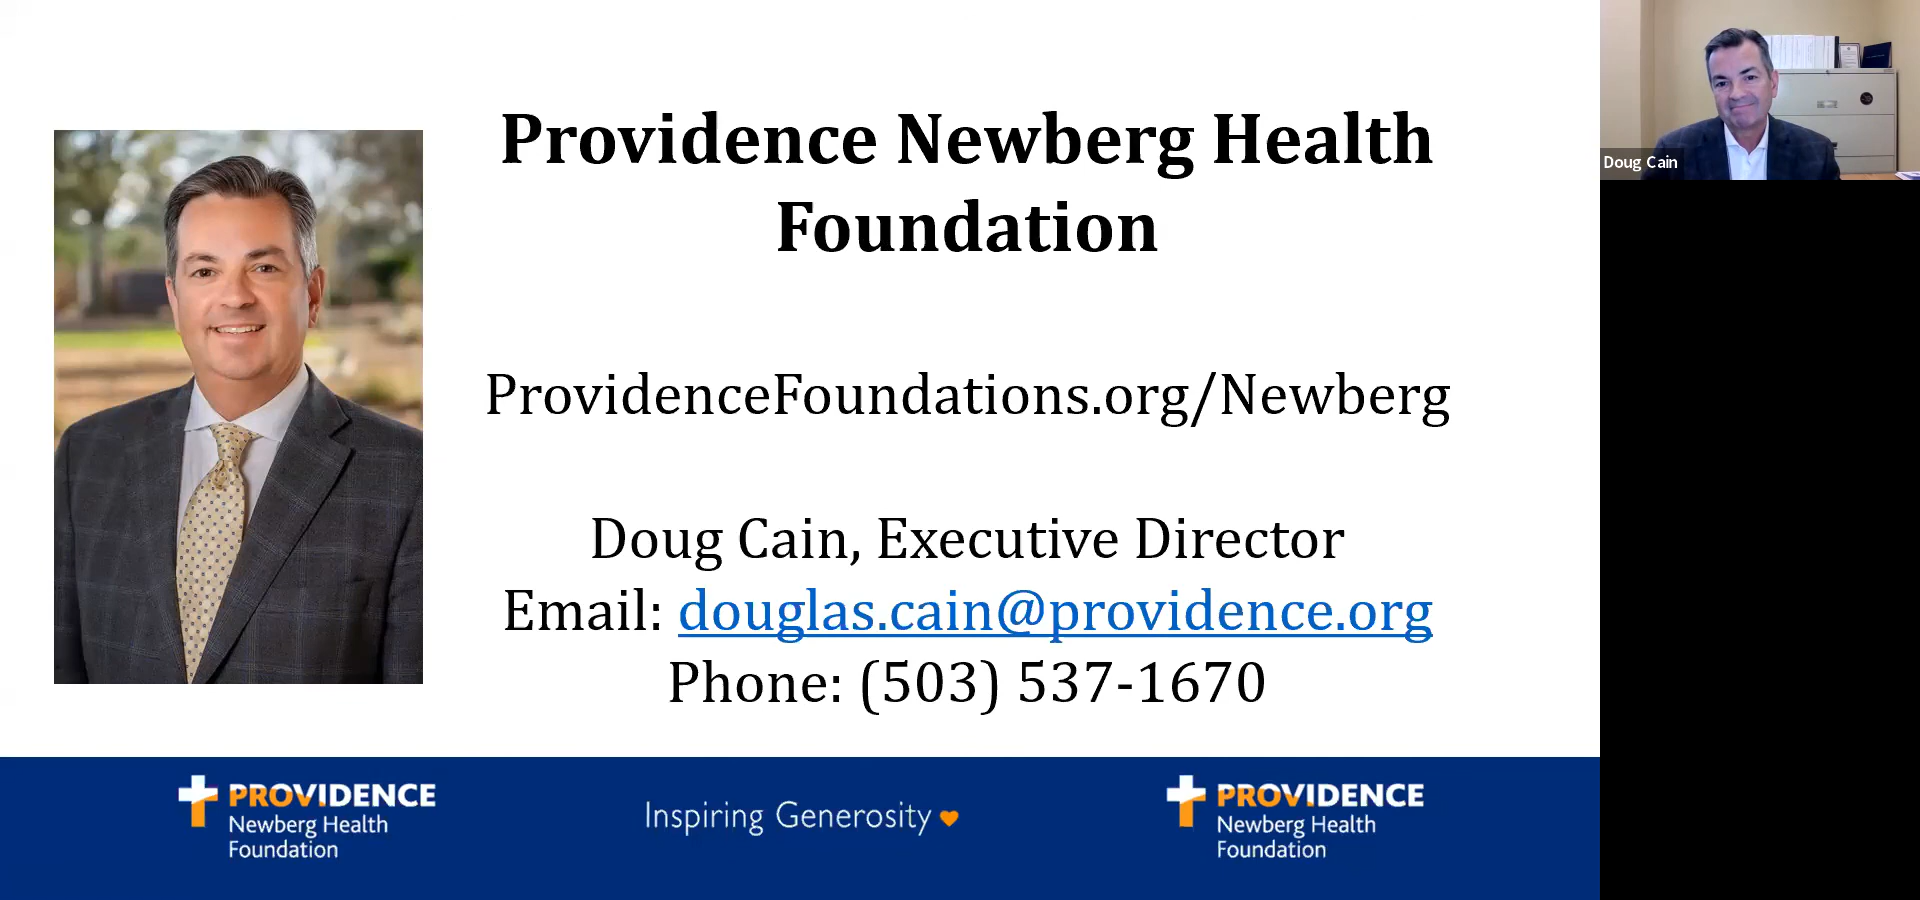 Providence Newberg Health
Foundation
ProvidenceFoundations.org/Newberg
Doug Cain, Executive Director
Email: douglas.cain@providence.org
Phone: (503) 537-1670
PROVIDENCE
Newberg Health
Foundation
Inspiring Generosity
PROVIDENCE
Newberg Health
Foundation
Doug Cain